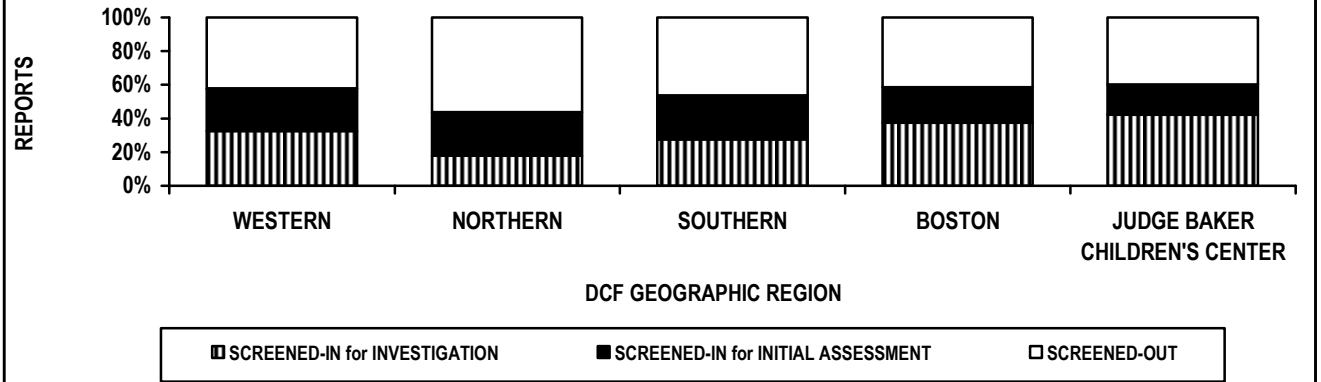 REPORTS
100%
80%
60%
40%
20%
0%
WESTERN
NORTHERN
SOUTHERN
BOSTON
JUDGE BAKER
CHILDREN'S CENTER
DCF GEOGRAPHIC REGION
SCREENED-IN for INVESTIGATION
SCREENED-IN for INITIAL ASSESSMENT
SCREENED-OUT